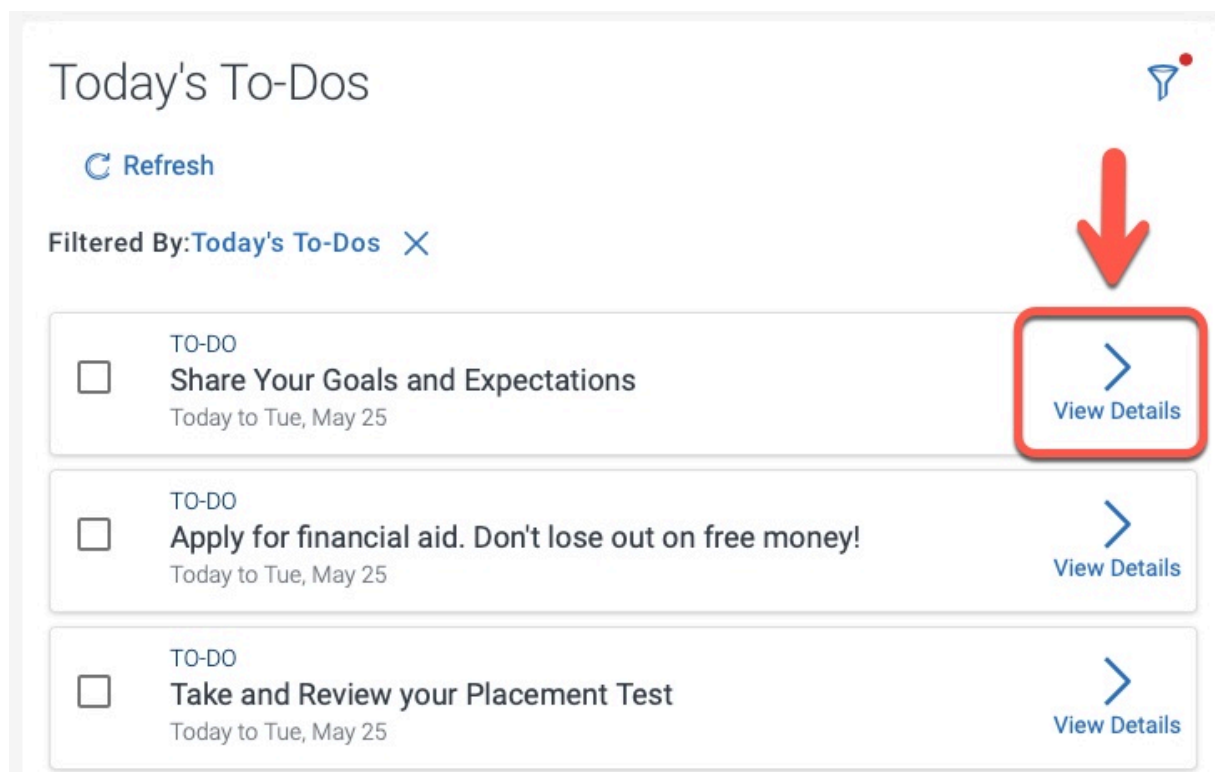 Today's To-Dos
Refresh
Filtered By:Today's To-Dos
TO-DO
Share Your Goals and Expectations
Today to Tue, May 25
View Details
TO-DO
Apply for financial aid. Don't lose out on free money!
Today to Tue, May 25
View Details
TO-DO
Take and Review your Placement Test
Today to Tue, May 25
View Details